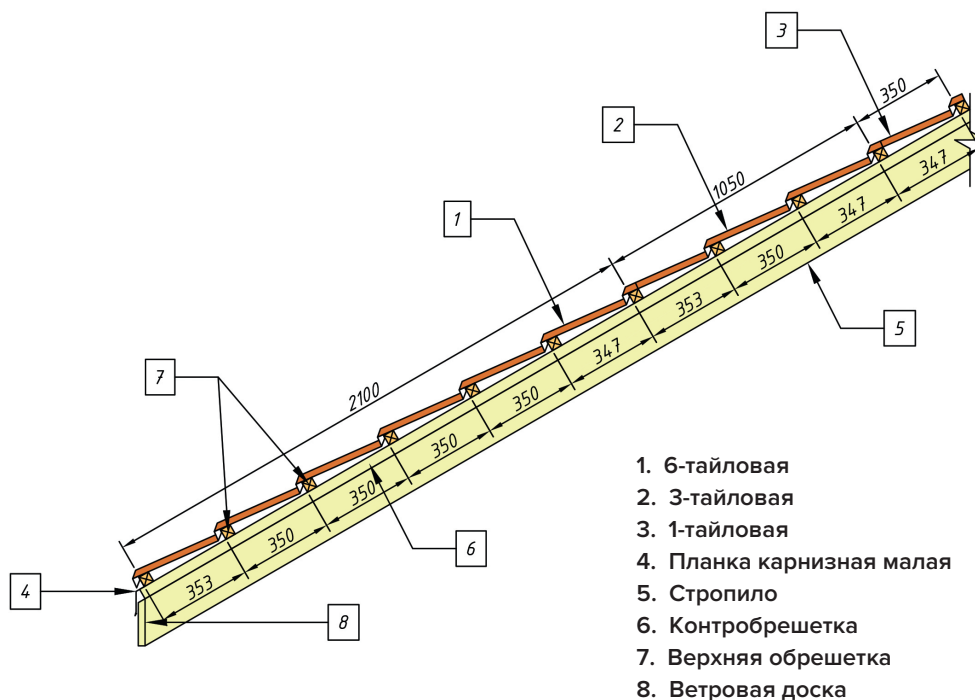 3
350
2
1050
347
1
347
350
353
5
7
2100
347
350
350
350
6
353
4
8
1. 6-тайловая
2. 3-тайловая
3. 1-тайловая
4. Планка карнизная малая
5. Стропило
6. Контробрешетка
7. Верхняя обрешетка
8. Ветровая доска